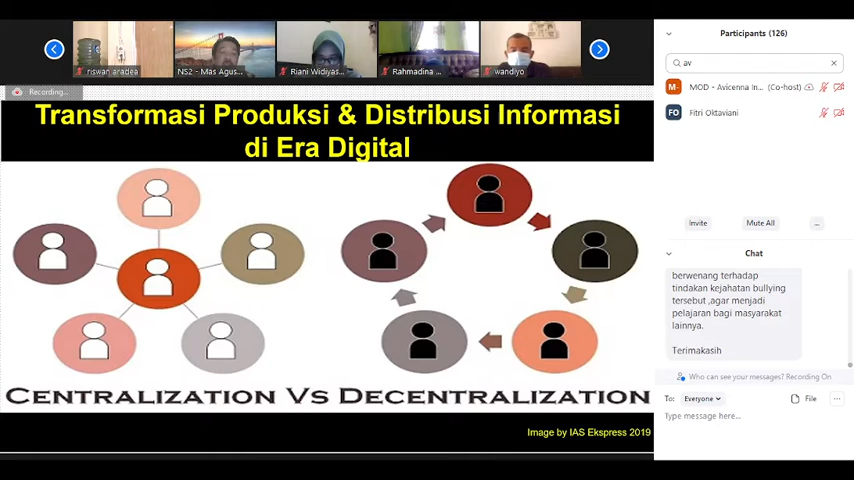 riswan aradea
NS2 - Mas Agus...
Riani Widiyas...
Rahmadina ...
wandiyo
Recording...
Transformasi Produksi & Distribusi Informasi
di Era Digital
CENTRALIZATION VS DECENTRALIZATION
Image by IAS Ekspress 2019
Participants (126)
av
M-
MOD - Avicenna In... (Co-host)
FO
Fitri Oktaviani
Invite
Mute All
...
Chat
berwenang terhadap
tindakan kejahatan bullying
tersebut ,agar menjadi
pelajaran bagi masyarakat
lainnya.
Terimakasih
Who can see your messages? Recording On
To:
Everyone
File
...
Type message here...